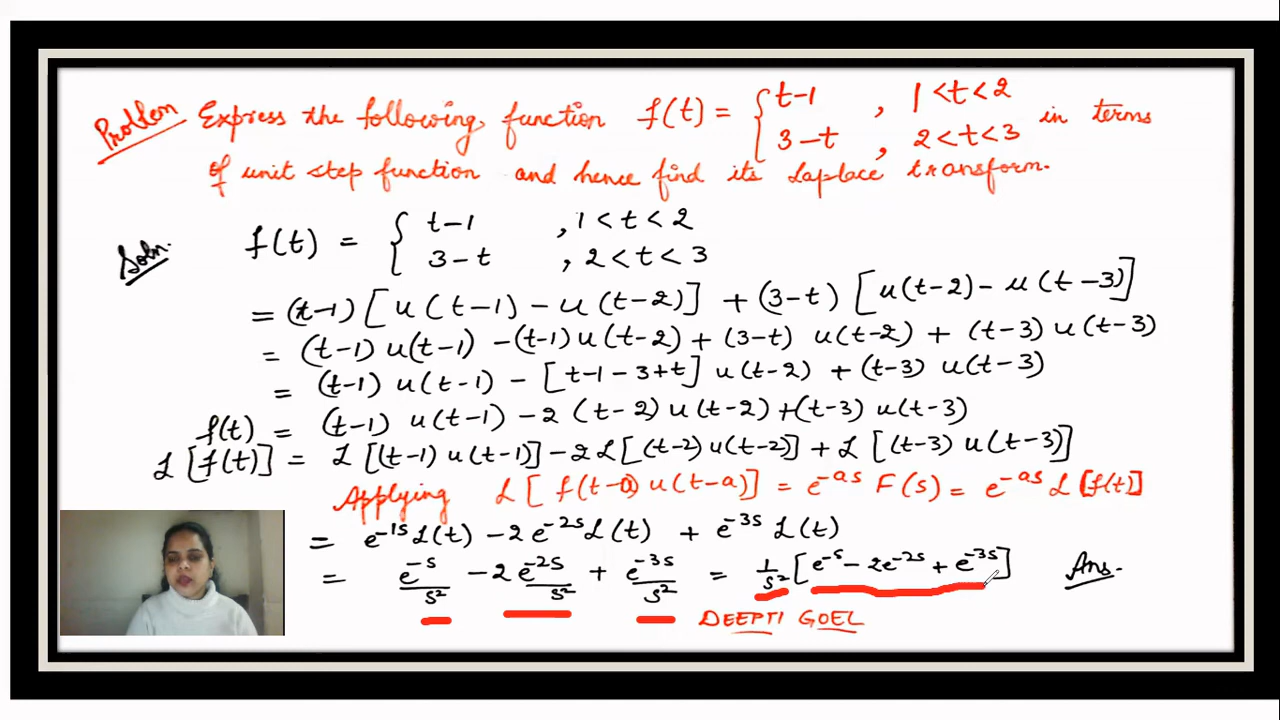 Problem Express the following function f(t) = { t-1 , 1<t<2
3-t , 2<t<3 in terms
of unit step function and hence find its Laplace transform.
Soln. f(t) = { t-1 , 1<t<2
3-t , 2<t<3
= (t-1) [u(t-1) - u(t-2)] + (3-t) [u(t-2) - u(t-3)]
= (t-1) u(t-1) - (t-1) u(t-2) + (3-t) u(t-2) + (t-3) u(t-3)
= (t-1) u(t-1) - [t-1-3+t] u(t-2) + (t-3) u(t-3)
f(t) = (t-1) u(t-1) - 2 (t-2) u(t-2) + (t-3) u(t-3)
L[f(t)] = L[(t-1) u(t-1)] - 2L[(t-2) u(t-2)] + L[(t-3) u(t-3)]
Applying L[f(t-a) u(t-a)] = e^-as F(s) = e^-as L[f(t)]
= e^-1s L(t) - 2e^-2s L(t) + e^-3s L(t)
= e^-s/s² - 2 e^-2s/s² + e^-3s/s² = 1/s² [e^-s - 2e^-2s + e^-3s] Ans.
DEEPTI GOEL